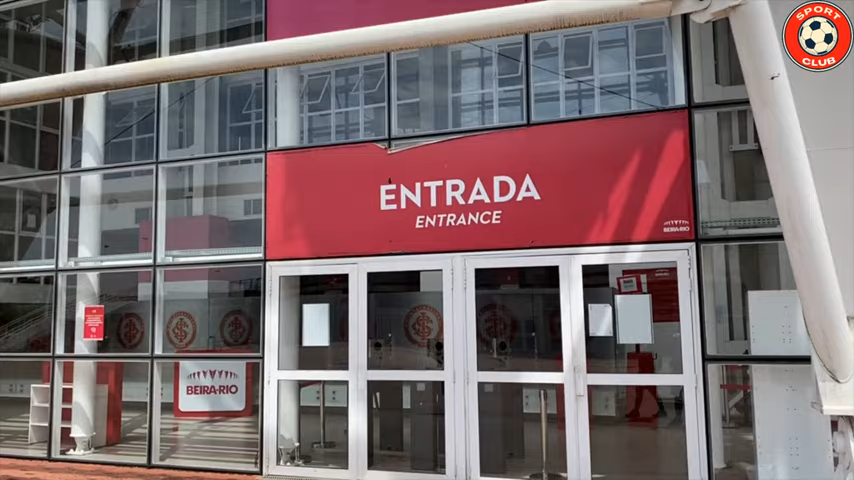 SPORT
CLUB
ENTRADA
ENTRANCE
BEIRA-RIO
BEIRA-RIO